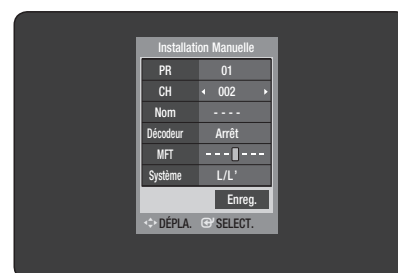 Installation Manuelle
PR 01
CH 002
Nom - - - -
Décodeur Arrêt
MFT
Système L/L'
Enreg.
DÉPLA. SELECT.